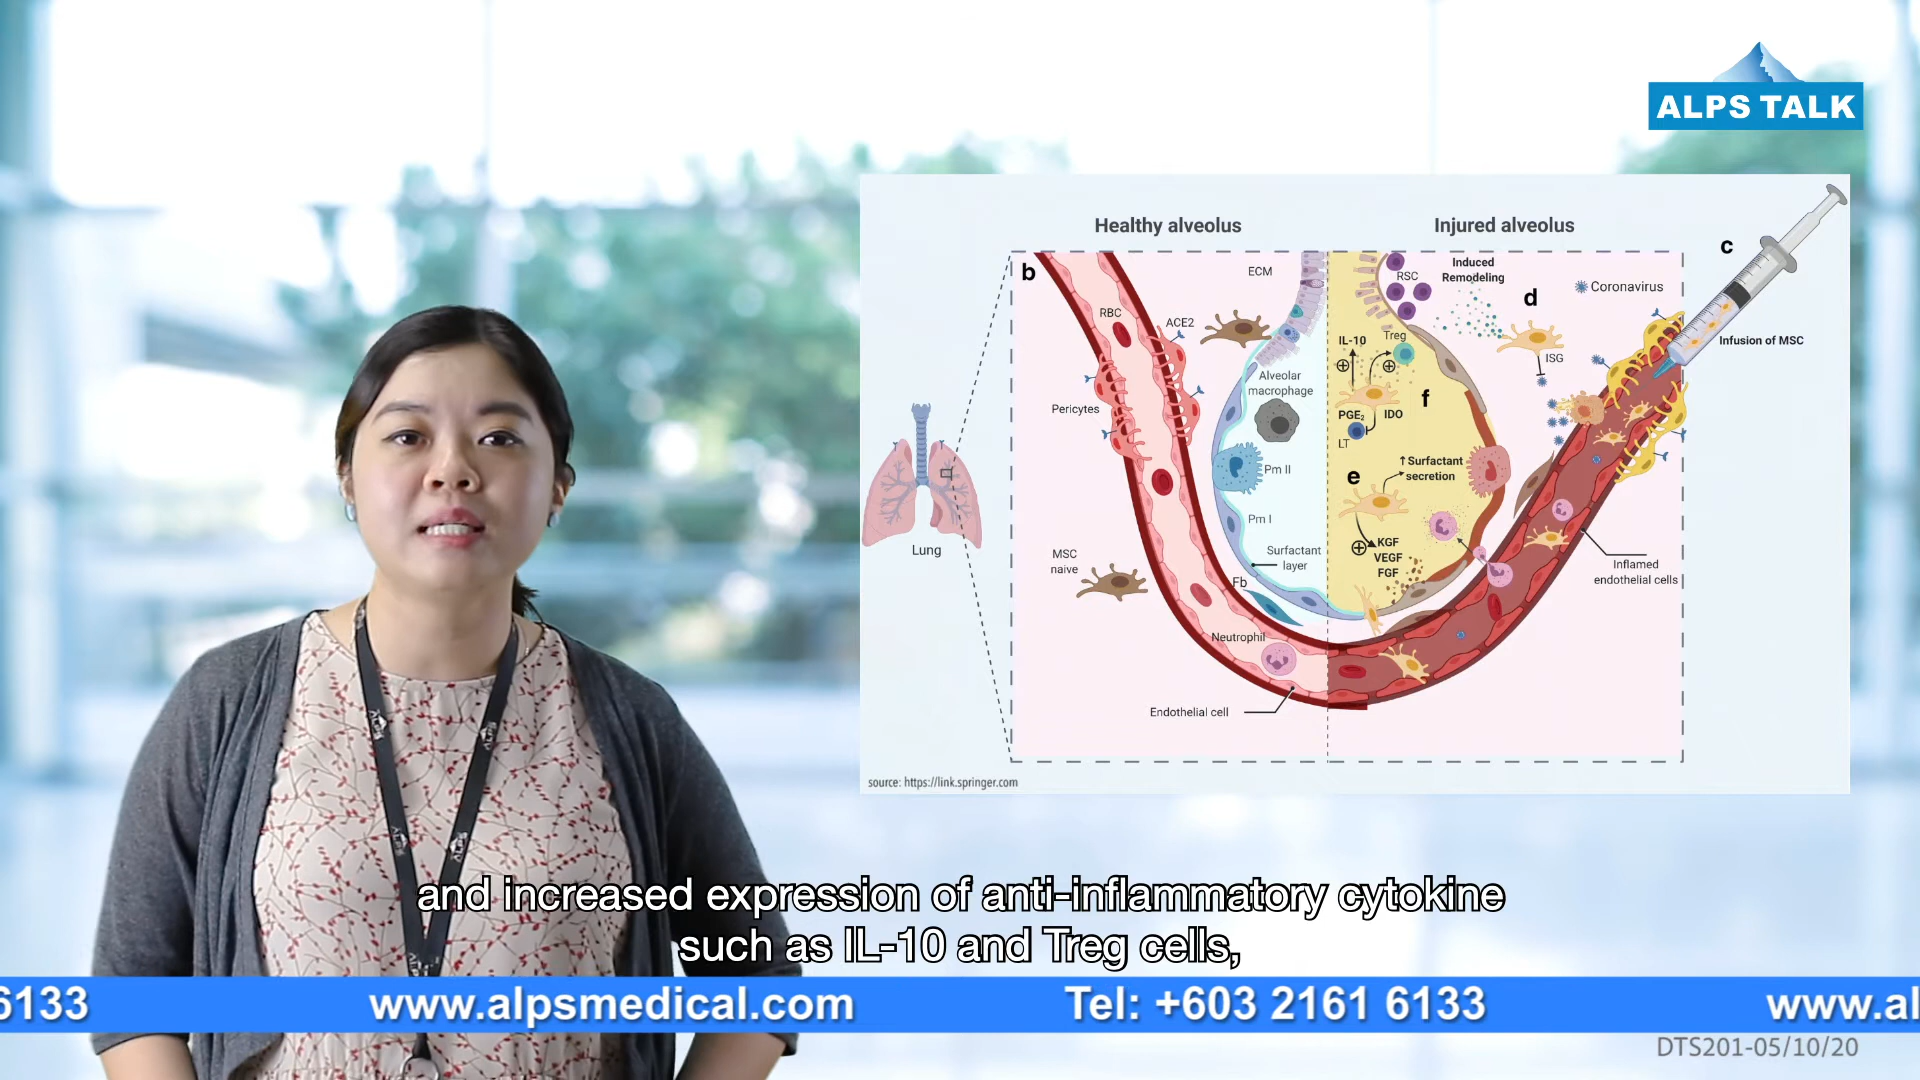 ALPS TALK
Healthy alveolus
Injured alveolus
c
b
ECM
RSC
Induced
Remodeling
d
Coronavirus
RBC
ACE2
IL-10
Treg
ISG
Infusion of MSC
Alveolar
macrophage
f
Pericytes
PGE₂
IDO
LT
Pm II
e
↑Surfactant
secretion
Pm I
KGF
VEGF
FGF
MSC
naive
Surfactant
layer
Fb
Inflamed
endothelial cells
Lung
Neutrophil
Endothelial cell
source: https://link.springer.com
and increased expression of anti-inflammatory cytokine
such as IL-10 and Treg cells,
6133 www.alpsmedical.com Tel: +603 2161 6133 www.al
DTS201-05/10/20